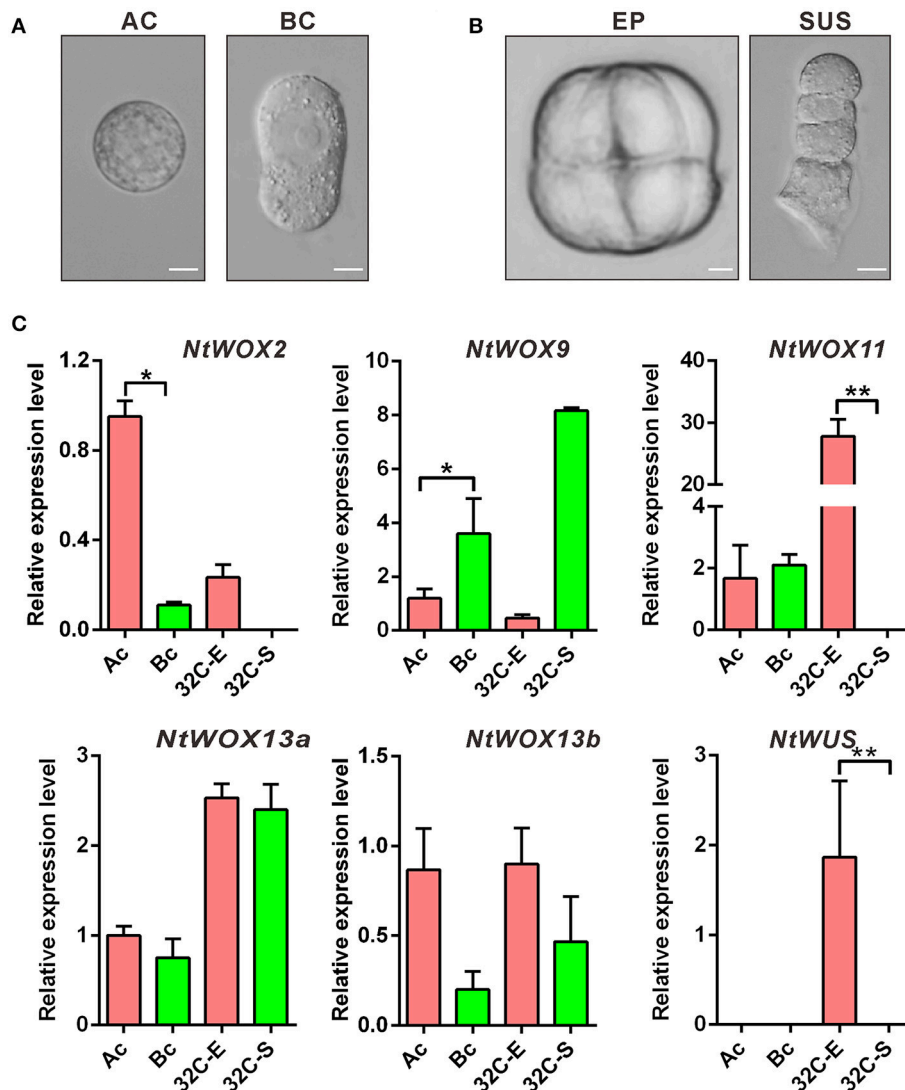 A
AC
BC
B
EP
SUS
C
NtWOX2
Relative expression level
1.2
0.8
0.4
0.0
*
Ac
Bc
32C-E
32C-S
NtWOX9
Relative expression level
10
8
6
4
2
0
*
Ac
Bc
32C-E
32C-S
NtWOX11
Relative expression level
40
30
20
4
2
0
**
Ac
Bc
32C-E
32C-S
NtWOX13a
Relative expression level
3
2
1
0
Ac
Bc
32C-E
32C-S
NtWOX13b
Relative expression level
1.5
1.0
0.5
0.0
Ac
Bc
32C-E
32C-S
NtWUS
Relative expression level
3
2
1
0
**
Ac
Bc
32C-E
32C-S